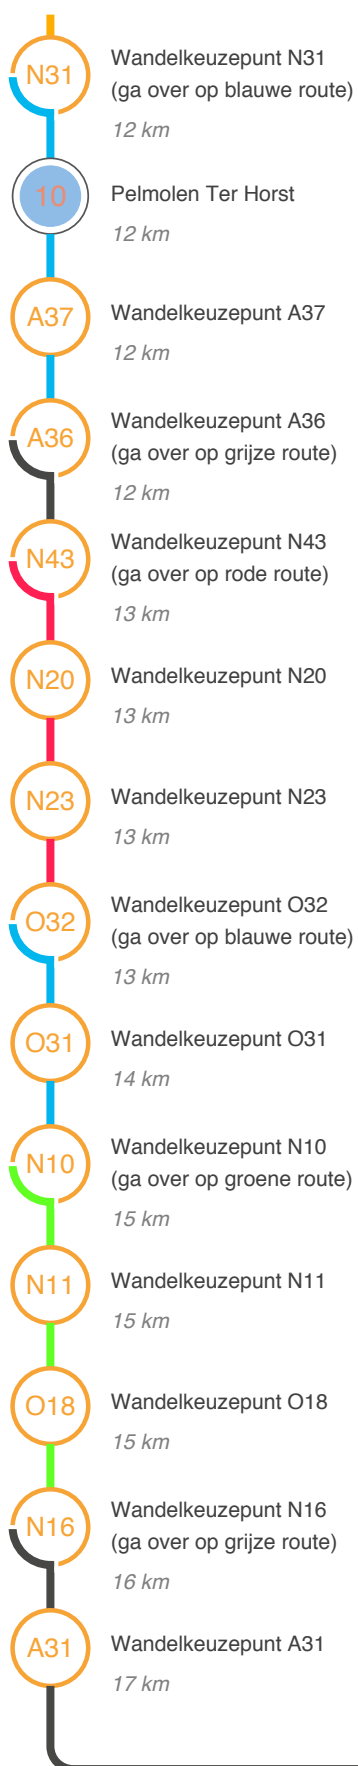 N31
Wandelkeuzepunt N31
(ga over op blauwe route)
12 km
10
Pelmolen Ter Horst
12 km
A37
Wandelkeuzepunt A37
12 km
A36
Wandelkeuzepunt A36
(ga over op grijze route)
12 km
N43
Wandelkeuzepunt N43
(ga over op rode route)
13 km
N20
Wandelkeuzepunt N20
13 km
N23
Wandelkeuzepunt N23
13 km
O32
Wandelkeuzepunt O32
(ga over op blauwe route)
13 km
O31
Wandelkeuzepunt O31
14 km
N10
Wandelkeuzepunt N10
(ga over op groene route)
15 km
N11
Wandelkeuzepunt N11
15 km
O18
Wandelkeuzepunt O18
15 km
N16
Wandelkeuzepunt N16
(ga over op grijze route)
16 km
A31
Wandelkeuzepunt A31
17 km